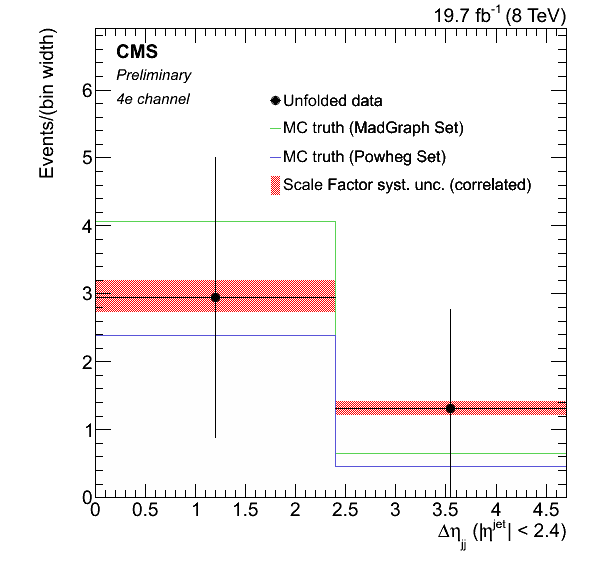 19.7 fb⁻¹ (8 TeV)
CMS
Preliminary
4e channel
Unfolded data
MC truth (MadGraph Set)
MC truth (Powheg Set)
Scale Factor syst. unc. (correlated)
Events/(bin width)
6
5
4
3
2
1
0
0 0.5 1 1.5 2 2.5 3 3.5 4 4.5
Δη_jj (|η^jet| < 2.4)